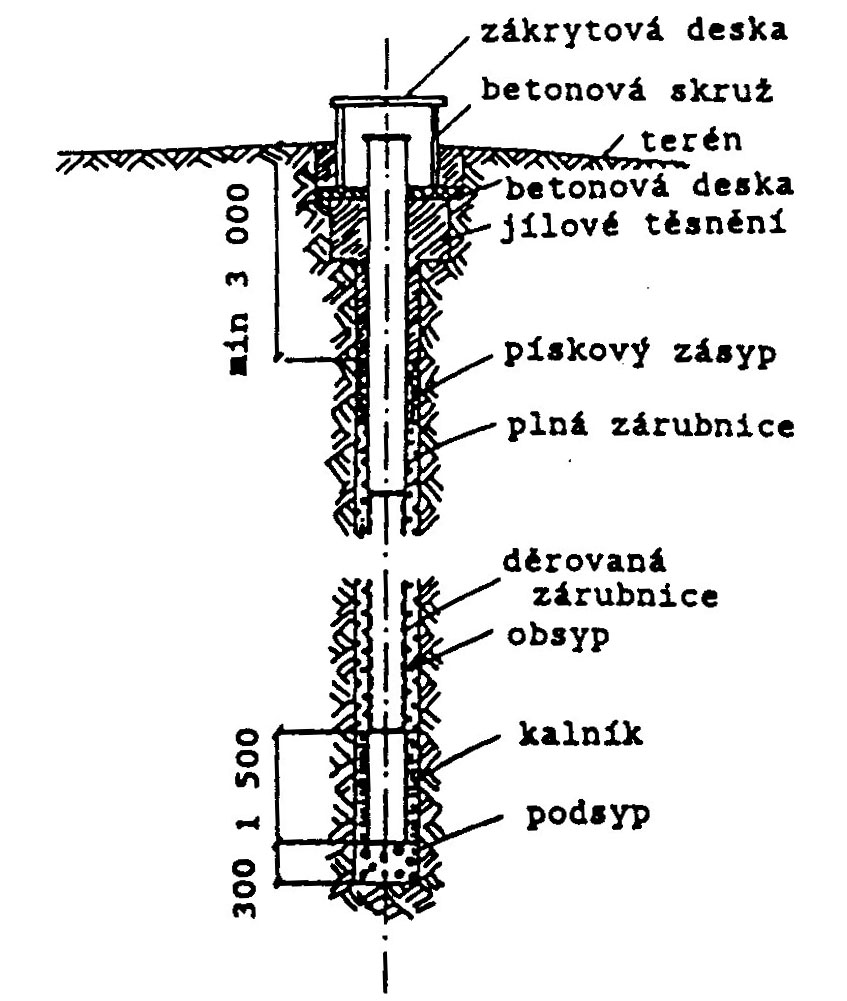 zákrytová deska
betonová skruž
terén
betonová deska
jílové těsnění
min 3 000
pískový zásyp
plná zárubnice
děrovaná
zárubnice
obsyp
kalník
1 500
podsyp
300